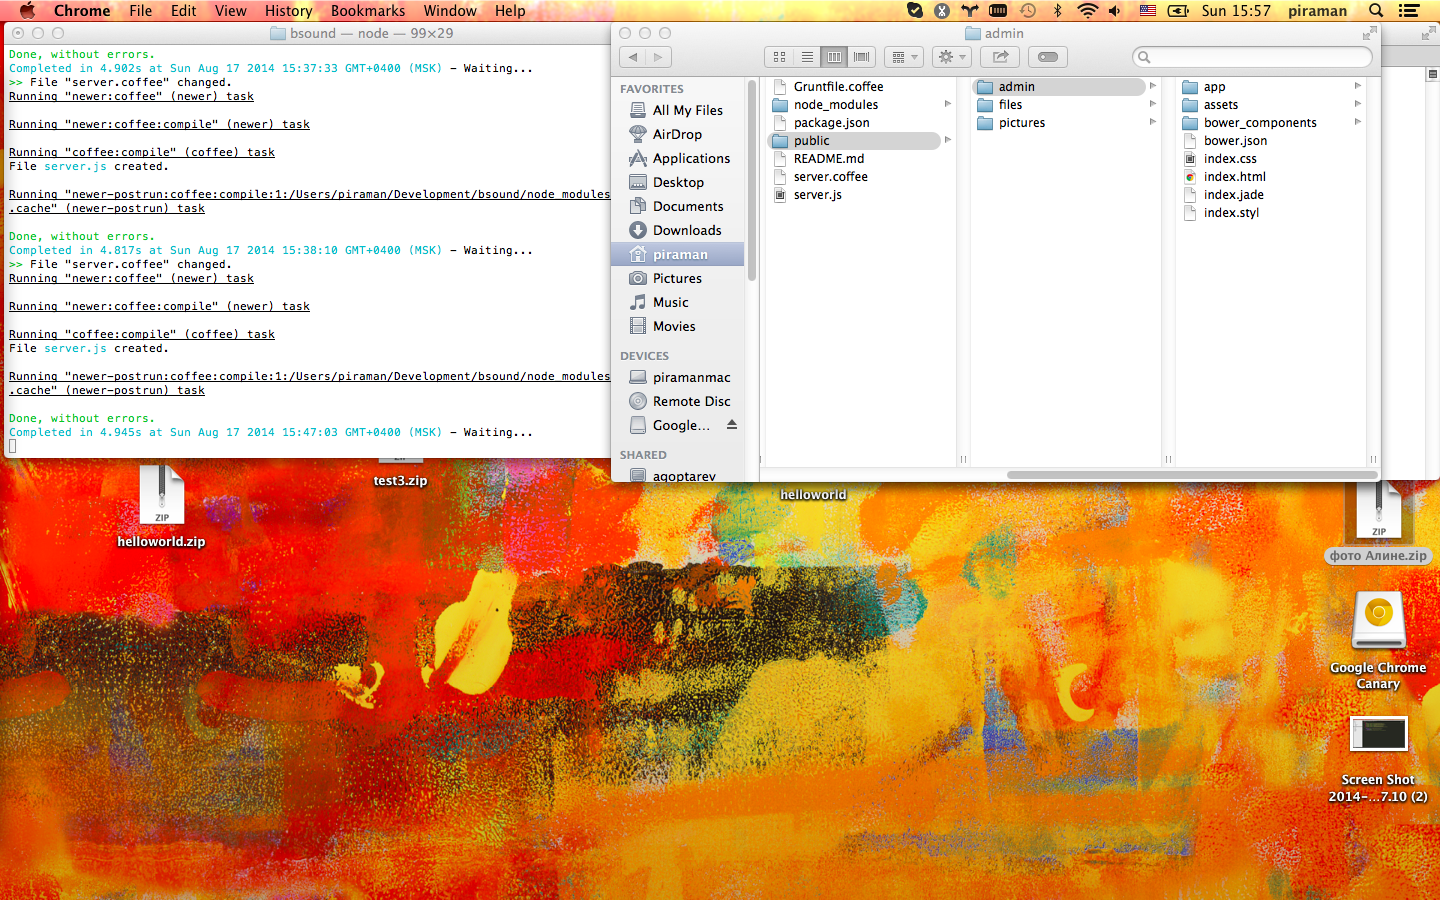 Chrome File Edit View History Bookmarks Window Help
Sun 15:57 piraman
bsound — node — 99×29
Done, without errors.
Completed in 4.902s at Sun Aug 17 2014 15:37:33 GMT+0400 (MSK) - Waiting...
>> File "server.coffee" changed.
Running "newer:coffee" (newer) task
Running "newer:coffee:compile" (newer) task
Running "coffee:compile" (coffee) task
File server.js created.
Running "newer-postrun:coffee:compile:1:/Users/piraman/Development/bsound/node_modules
.cache" (newer-postrun) task
Done, without errors.
Completed in 4.817s at Sun Aug 17 2014 15:38:10 GMT+0400 (MSK) - Waiting...
>> File "server.coffee" changed.
Running "newer:coffee" (newer) task
Running "newer:coffee:compile" (newer) task
Running "coffee:compile" (coffee) task
File server.js created.
Running "newer-postrun:coffee:compile:1:/Users/piraman/Development/bsound/node_modules
.cache" (newer-postrun) task
Done, without errors.
Completed in 4.945s at Sun Aug 17 2014 15:47:03 GMT+0400 (MSK) - Waiting...
admin
FAVORITES
All My Files
AirDrop
Applications
Desktop
Documents
Downloads
piraman
Pictures
Music
Movies
DEVICES
piramanmac
Remote Disc
Google...
SHARED
agoptarev
Gruntfile.coffee
node_modules
package.json
public
README.md
server.coffee
server.js
admin
files
pictures
app
assets
bower_components
bower.json
index.css
index.html
index.jade
index.styl
ZIP
helloworld.zip
ZIP
test3.zip
helloworld
ZIP
фото Алине.zip
Google Chrome
Canary
Screen Shot
2014-...7.10 (2)